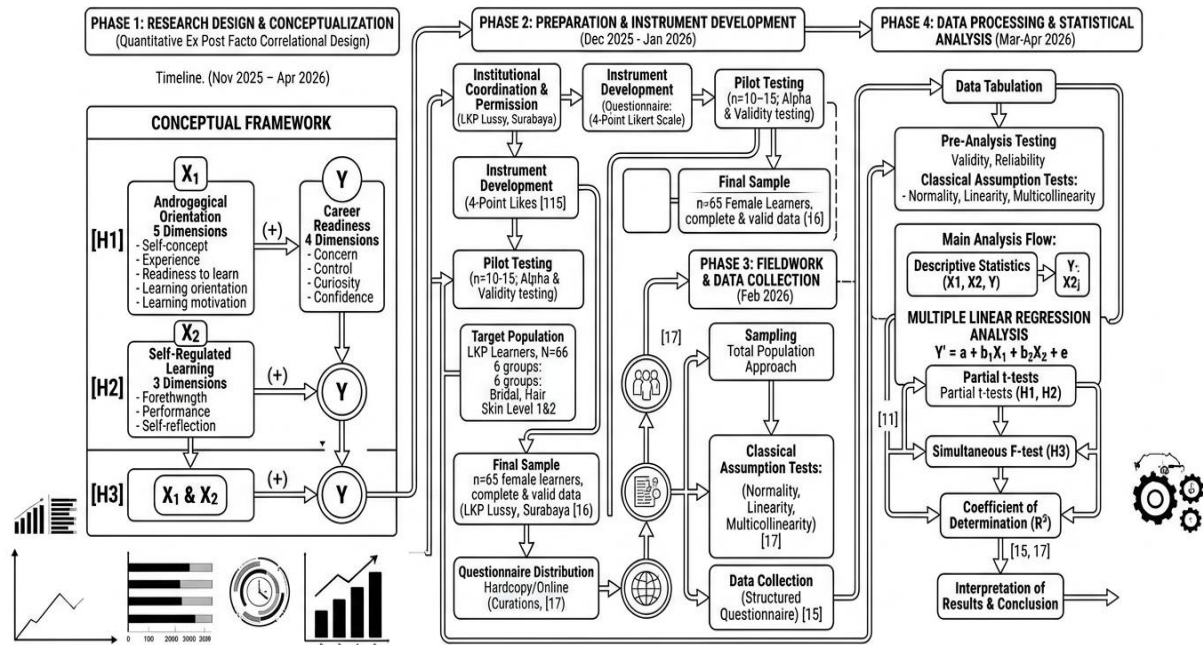 PHASE 1: RESEARCH DESIGN & CONCEPTUALIZATION
(Quantitative Ex Post Facto Correlational Design)
Timeline. (Nov 2025 – Apr 2026)
CONCEPTUAL FRAMEWORK
[H1]
X1
Androgegical
Orientation
5 Dimensions
- Self-concept
- Experience
- Readiness to learn
- Learning orientation
- Learning motivation
(+)
Y
Career
Readiness
4 Dimensions
- Concern
- Control
- Curiosity
- Confidence
[H2]
X2
Self-Regulated
Learning
3 Dimensions
- Forethwngth
- Performance
- Self-reflection
(+)
Y
[H3]
X1 & X2
(+)
Y
0 100 2000 3000
PHASE 2: PREPARATION & INSTRUMENT DEVELOPMENT
(Dec 2025 - Jan 2026)
Institutional
Coordination &
Permission
(LKP Lussy, Surabaya)
Instrument
Development
(Questionnaire:
4-Point Likert Scale)
Pilot Testing
(n=10–15; Alpha
& Validity testing)
Instrument
Development
(4-Point Likes [115)
Pilot Testing
(n=10-15; Alpha &
Validity testing)
Target Population
LKP Learners, N=66
6 groups:
6 groups:
Bridal, Hair
Skin Level 1&2
Final Sample
n=65 female learners,
complete & valid data
(LKP Lussy, Surabaya [16)
Questionnaire Distribution
Hardcopy/Online
(Curations, [17)
Final Sample
n=65 Female Learners,
complete & valid data (16)
PHASE 3: FIELDWORK
& DATA COLLECTION
(Feb 2026)
[17]
Sampling
Total Population
Approach
Classical
Assumption Tests:
(Normality,
Linearity,
Multicollinearity)
[17]
Data Collection
(Structured
Questionnaire) [15]
PHASE 4: DATA PROCESSING & STATISTICAL
ANALYSIS (Mar-Apr 2026)
Data Tabulation
Pre-Analysis Testing
Validity, Reliability
Classical Assumption Tests:
- Normality, Linearity, Multicollinearity
Main Analysis Flow:
Descriptive Statistics
(X1, X2, Y)
MULTIPLE LINEAR REGRESSION
ANALYSIS
Y' = a + b1X1 + b2X2 + e
Partial t-tests
Partial t-tests (H1, H2)
[11]
Simultaneous F-test (H3)
Coefficient of
Determination
[15, 17]
Interpretation of
Results & Conclusion